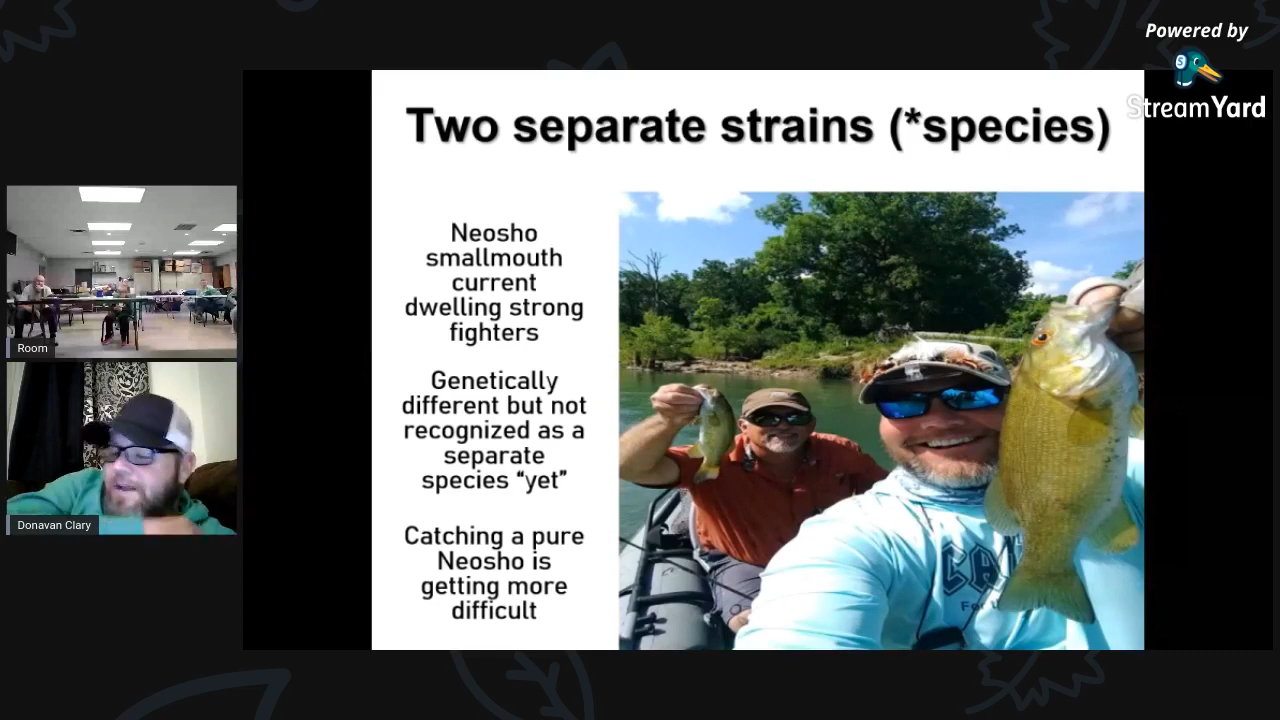 Powered by
StreamYard
Two separate strains (*species)
Neosho
smallmouth
current
dwelling strong
fighters
Genetically
different but not
recognized as a
separate
species “yet”
Catching a pure
Neosho is
getting more
difficult
Room
Donavan Clary